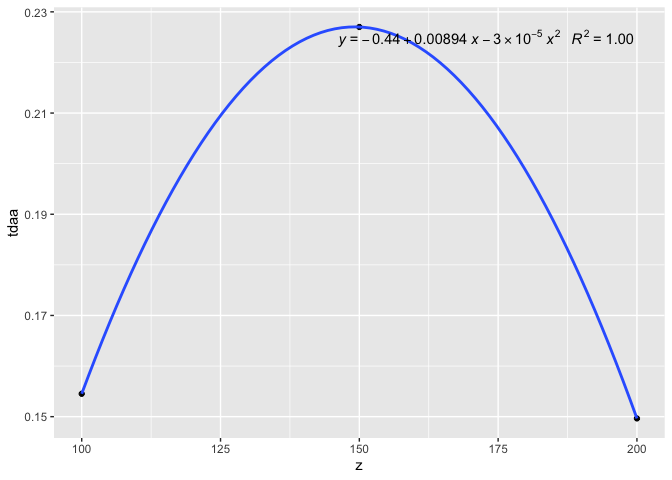 0.23
y = − 0.44 + 0.00894 x − 3 × 10⁻⁵ x²   R² = 1.00
0.21
0.19
tdaa
0.17
0.15
100 125 150 175 200
z